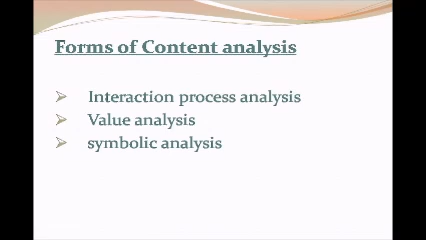 Forms of Content analysis
Interaction process analysis
Value analysis
symbolic analysis